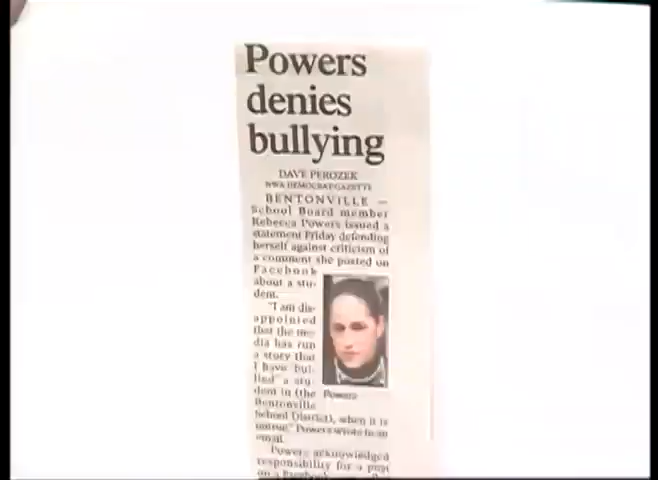 Powers
denies
bullying
DAVE PEROZEK
NWA DEMOCRAT-GAZETTE
BENTONVILLE —
School Board member
Rebecca Powers issued a
statement Friday defending
herself against criticism of
a comment she posted on
Facebook
about a stu-
dent.
"I am dis-
appointed
that the me-
dia has run
a story that
I have 'bul-
lied' a stu-
dent in (the
Powers
Bentonville
School District), when it is
untrue," Powers wrote in an
email.
Powers acknowledged
responsibility for a post
on a Facebook